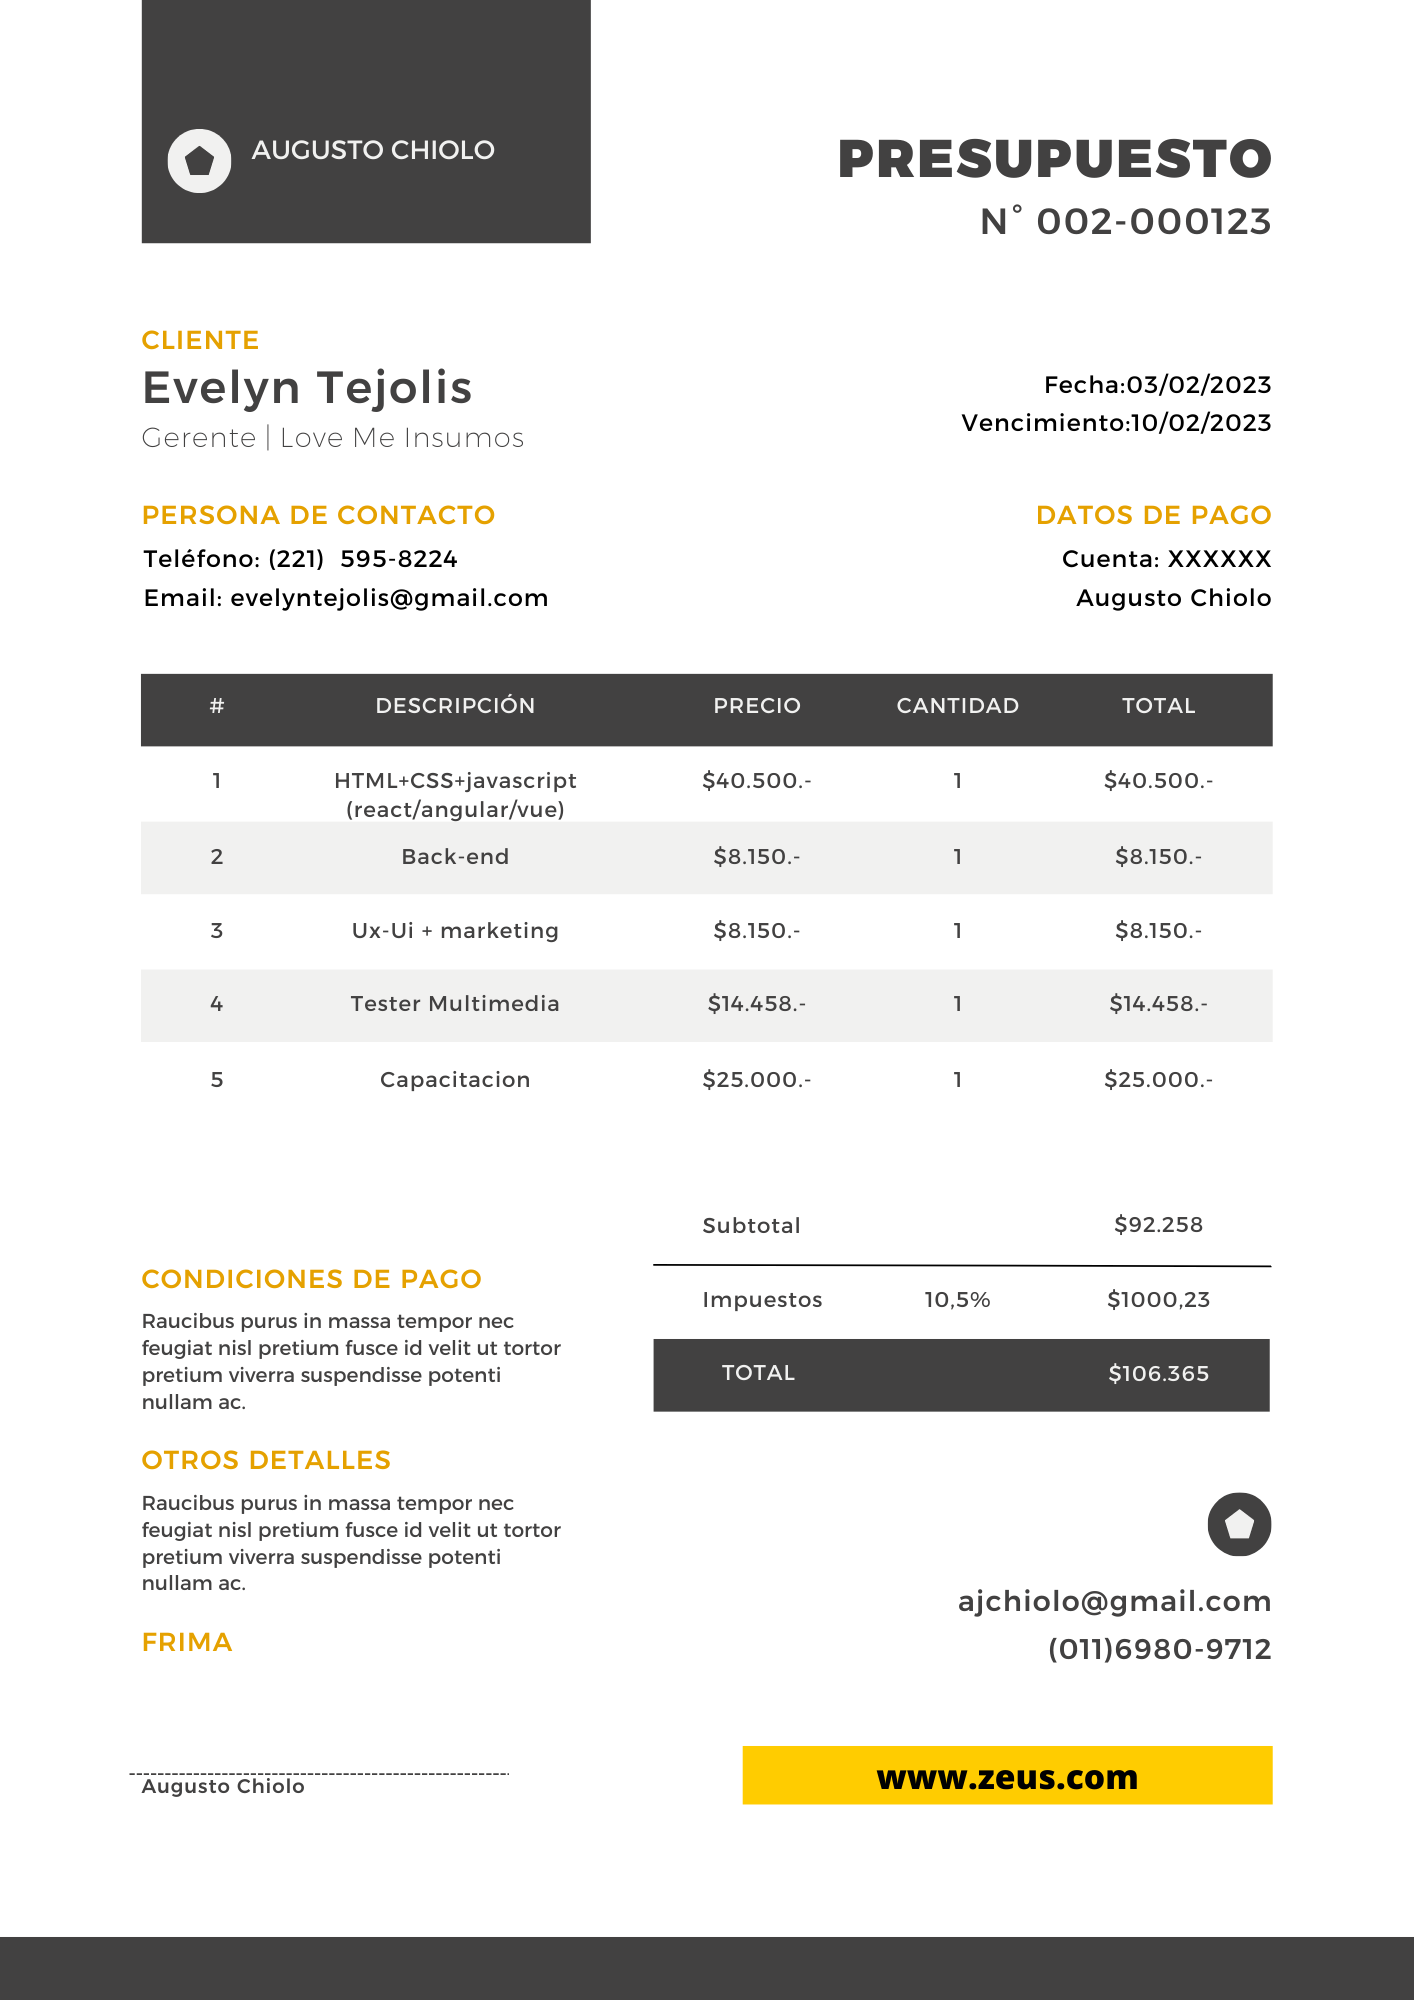 AUGUSTO CHIOLO
PRESUPUESTO
N° 002-000123
CLIENTE
Evelyn Tejolis
Gerente | Love Me Insumos
Fecha:03/02/2023
Vencimiento:10/02/2023
PERSONA DE CONTACTO
Teléfono: (221)  595-8224
Email: evelyntejolis@gmail.com
DATOS DE PAGO
Cuenta: XXXXXX
Augusto Chiolo
# DESCRIPCIÓN PRECIO CANTIDAD TOTAL
1 HTML+CSS+javascript $40.500.- 1 $40.500.-
(react/angular/vue)
2 Back-end $8.150.- 1 $8.150.-
3 Ux-Ui + marketing $8.150.- 1 $8.150.-
4 Tester Multimedia $14.458.- 1 $14.458.-
5 Capacitacion $25.000.- 1 $25.000.-
Subtotal $92.258
Impuestos 10,5% $1000,23
TOTAL $106.365
CONDICIONES DE PAGO
Raucibus purus in massa tempor nec
feugiat nisl pretium fusce id velit ut tortor
pretium viverra suspendisse potenti
nullam ac.
OTROS DETALLES
Raucibus purus in massa tempor nec
feugiat nisl pretium fusce id velit ut tortor
pretium viverra suspendisse potenti
nullam ac.
FRIMA
Augusto Chiolo
ajchiolo@gmail.com
(011)6980-9712
www.zeus.com